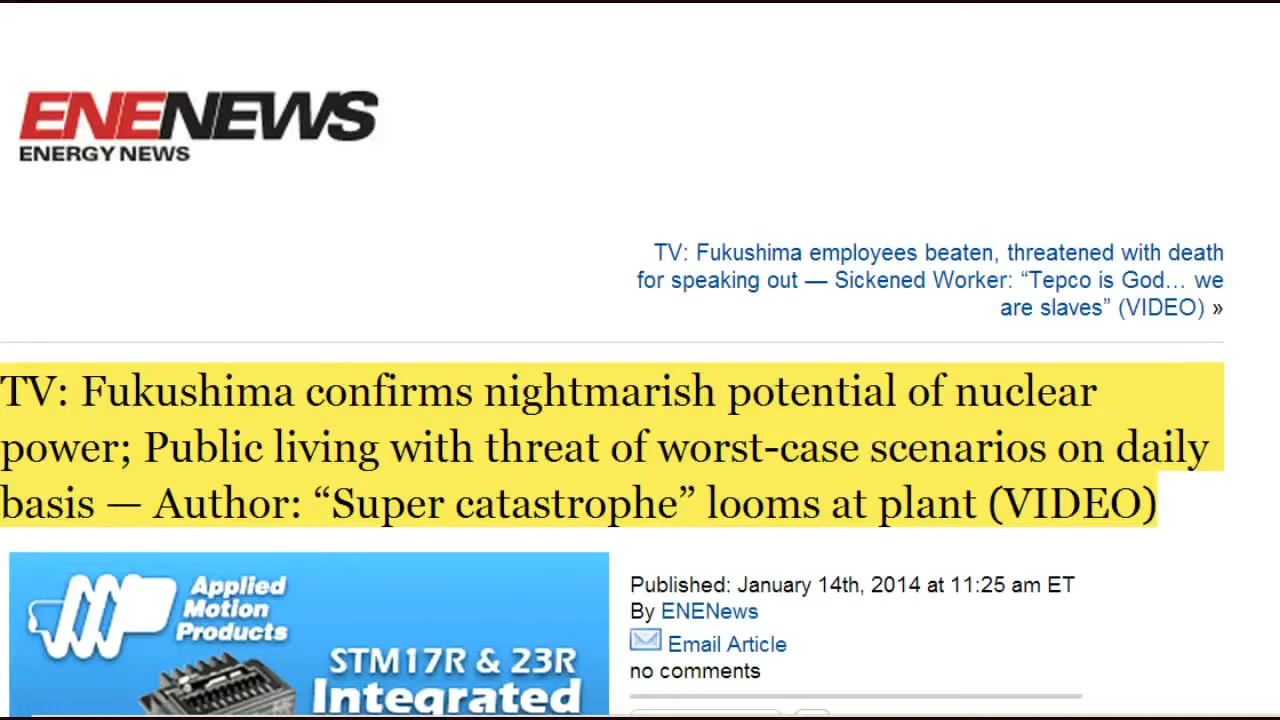 ENENEWS
ENERGY NEWS
TV: Fukushima employees beaten, threatened with death
for speaking out — Sickened Worker: “Tepco is God... we
are slaves” (VIDEO) »
TV: Fukushima confirms nightmarish potential of nuclear
power; Public living with threat of worst-case scenarios on daily
basis — Author: “Super catastrophe” looms at plant (VIDEO)
Applied
Motion
Products
STM17R & 23R
Integrated
Published: January 14th, 2014 at 11:25 am ET
By ENENews
Email Article
no comments